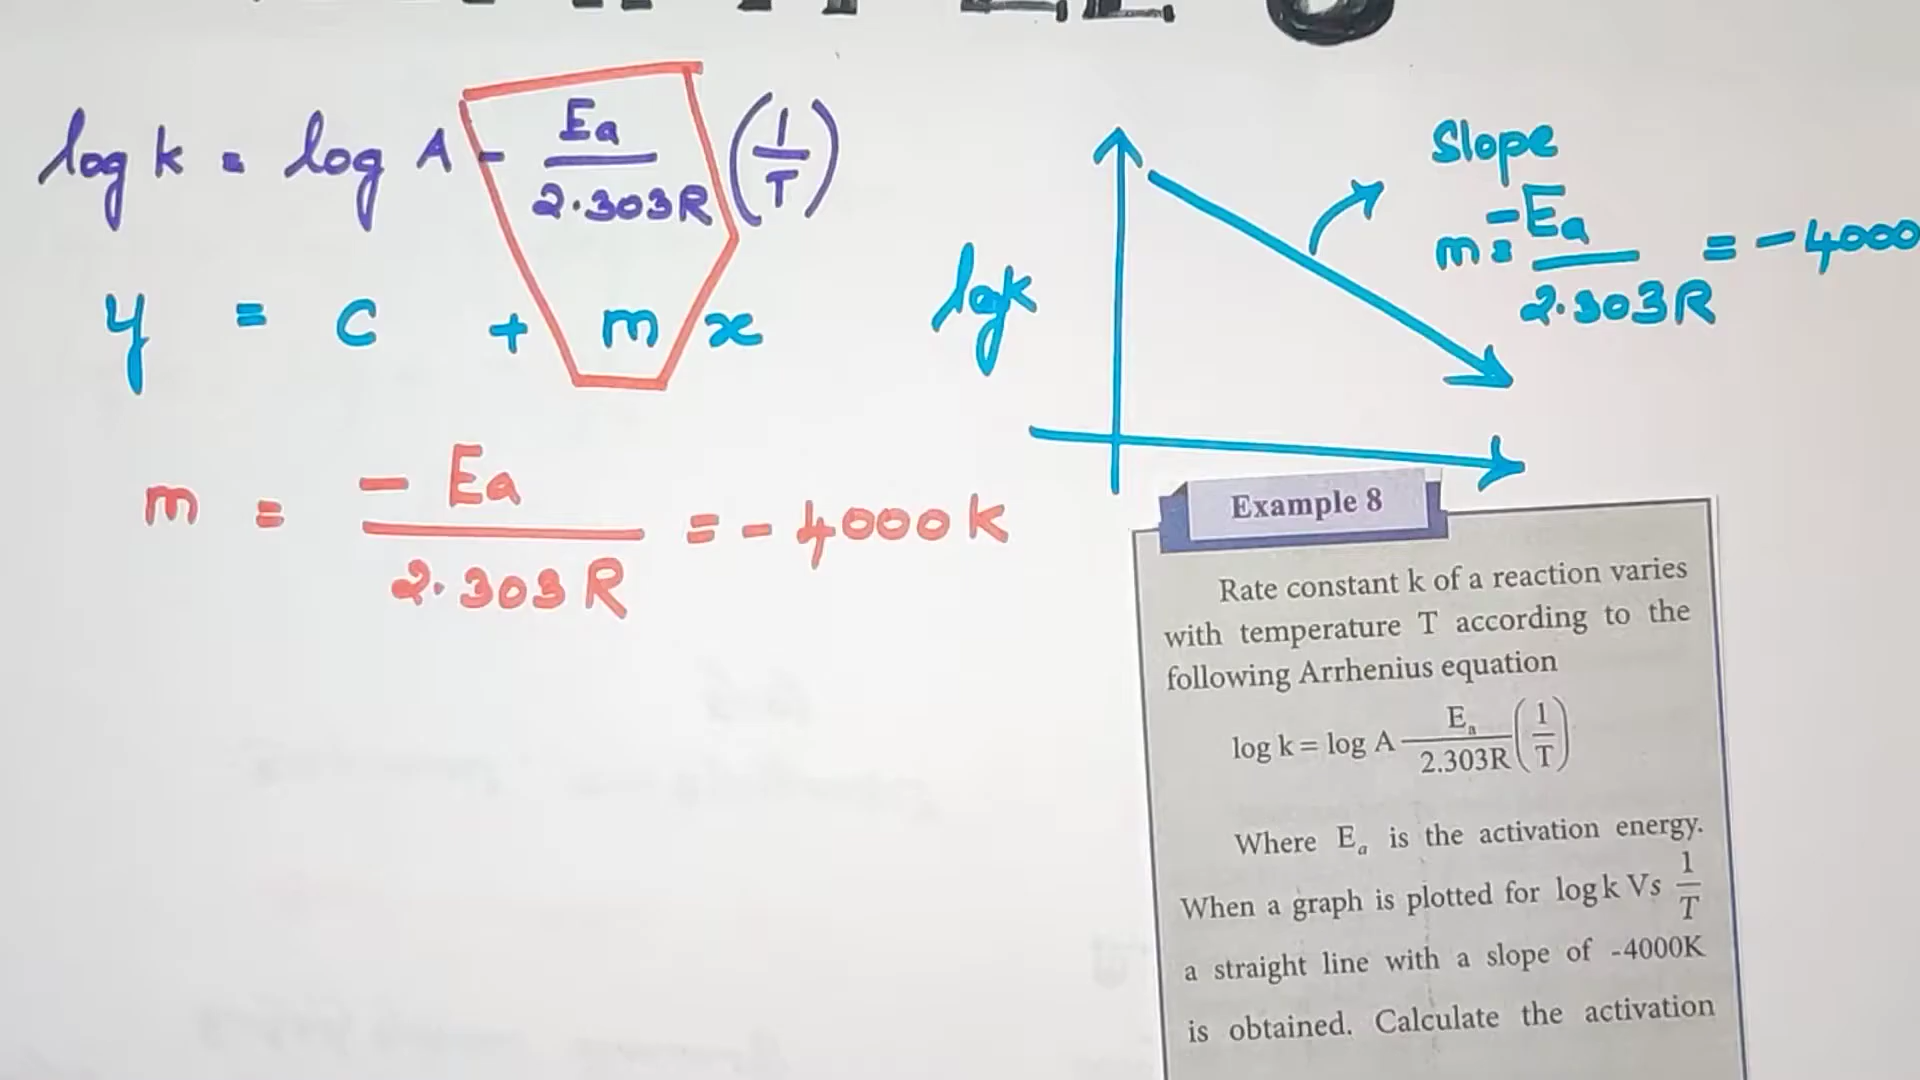 log k = log A - Ea/2.303R (1/T)
y = c + m x
m = - Ea/2.303 R = - 4000 K
log k
Slope
m = -Ea/2.303R = - 4000
Example 8
Rate constant k of a reaction varies
with temperature T according to the
following Arrhenius equation
log k = log A - Ea/2.303R (1/T)
Where Ea is the activation energy.
When a graph is plotted for log k Vs 1/T
a straight line with a slope of -4000K
is obtained. Calculate the activation